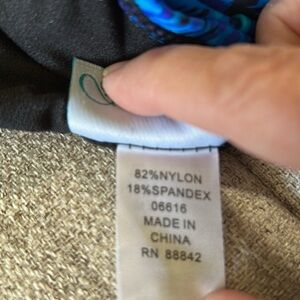 82%NYLON
18%SPANDEX
06616
MADE IN
CHINA
RN 88842